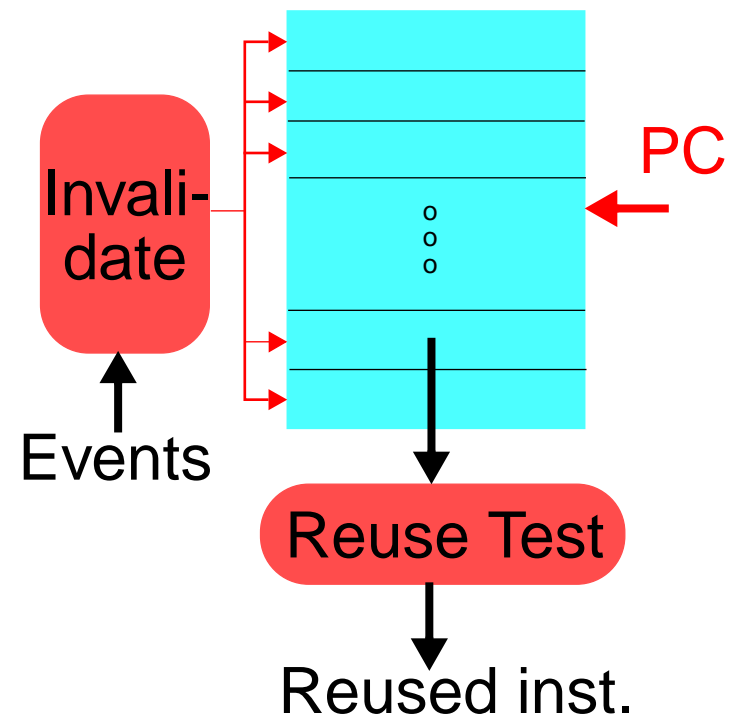 PC
Invali-
date
o
o
o
Events
Reuse Test
Reused inst.